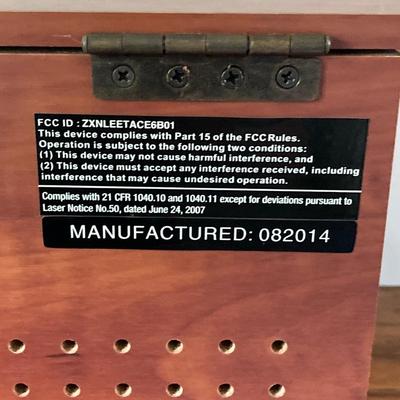 FCC ID : ZXNLEETACE6B01
This device complies with Part 15 of the FCC Rules.
Operation is subject to the following two conditions:
(1) This device may not cause harmful interference, and
(2) This device must accept any interference received, including
interference that may cause undesired operation.
Complies with 21 CFR 1040.10 and 1040.11 except for deviations pursuant to
Laser Notice No.50, dated June 24, 2007
MANUFACTURED: 082014